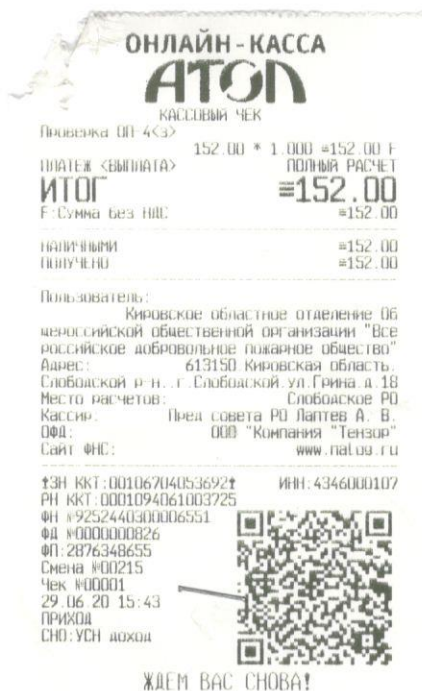 ОНЛАЙН-КАССА
АТОЛ
КАССОВЫЙ ЧЕК
Проверка ОП-4<3>
152.00 * 1.000 =152.00 F
ПЛАТЕЖ <ВЫПЛАТА> ПОЛНЫЙ РАСЧЕТ
ИТОГ =152.00
F:Сумма без НДС =152.00
НАЛИЧНЫМИ =152.00
ПОЛУЧЕНО =152.00
Пользователь:
Кировское областное отделение Об
щероссийской общественной организации "Все
российское добровольное пожарное общество"
Адрес: 613150 Кировская область.
Слободской р-н..г.Слободской.ул.Грина.д.18
Место расчетов: Слободское РО
Кассир: Пред совета РО Лаптев А. В.
ОФД: ООО "Компания "Тензор"
Сайт ФНС: www.nalog.ru
ЗН ККТ:00106704053692 ИНН:4346000107
РН ККТ:0001094061003725
ФН №9252440300006551
ФД №0000000826
ФП:2876348655
Смена №00215
Чек №00001
29.06.20 15:43
ПРИХОД
СНО:УСН доход
ЖДЕМ ВАС СНОВА!